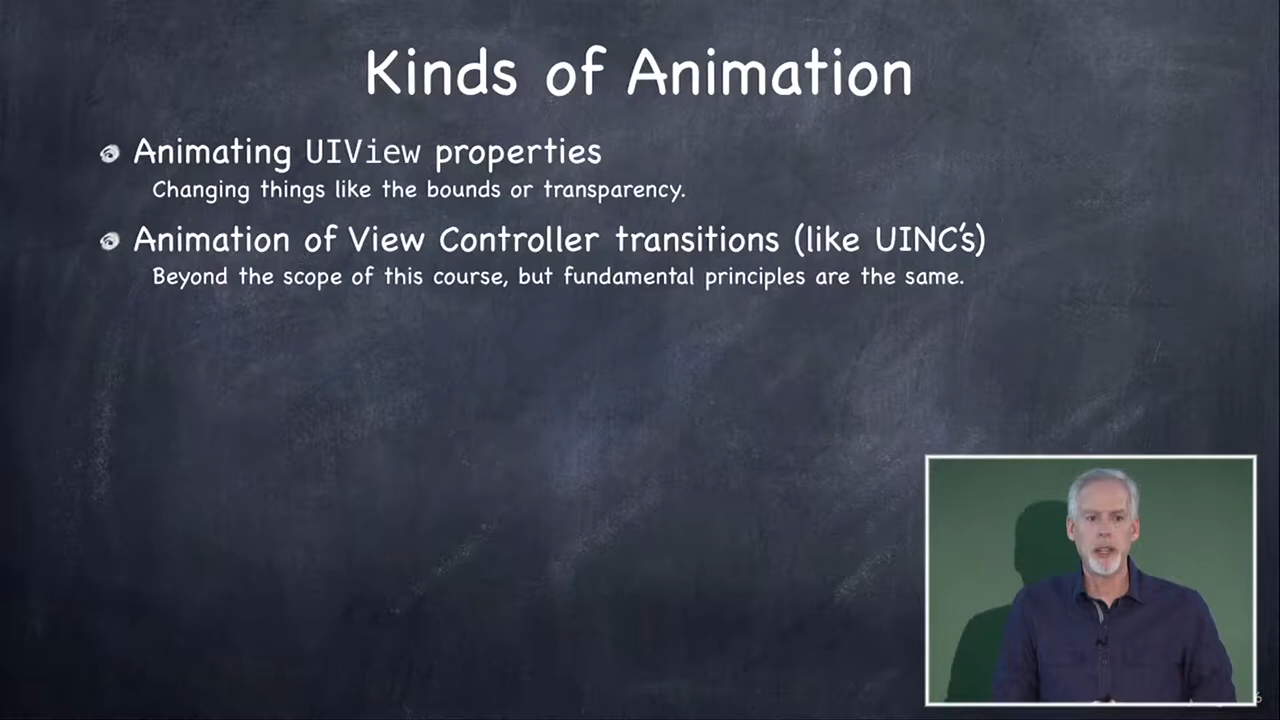 Kinds of Animation
Animating UIView properties
Changing things like the bounds or transparency.
Animation of View Controller transitions (like UINC's)
Beyond the scope of this course, but fundamental principles are the same.